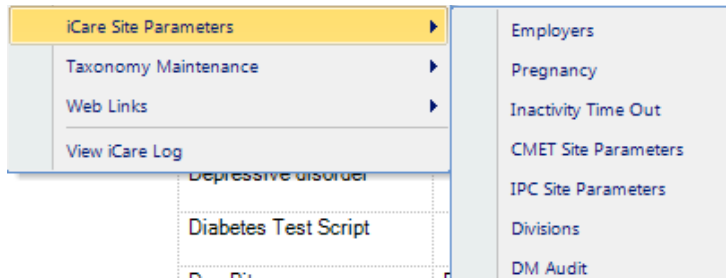 iCare Site Parameters
Taxonomy Maintenance
Web Links
View iCare Log
Employers
Pregnancy
Inactivity Time Out
CMET Site Parameters
IPC Site Parameters
Divisions
DM Audit
Depressive disorder
Diabetes Test Script